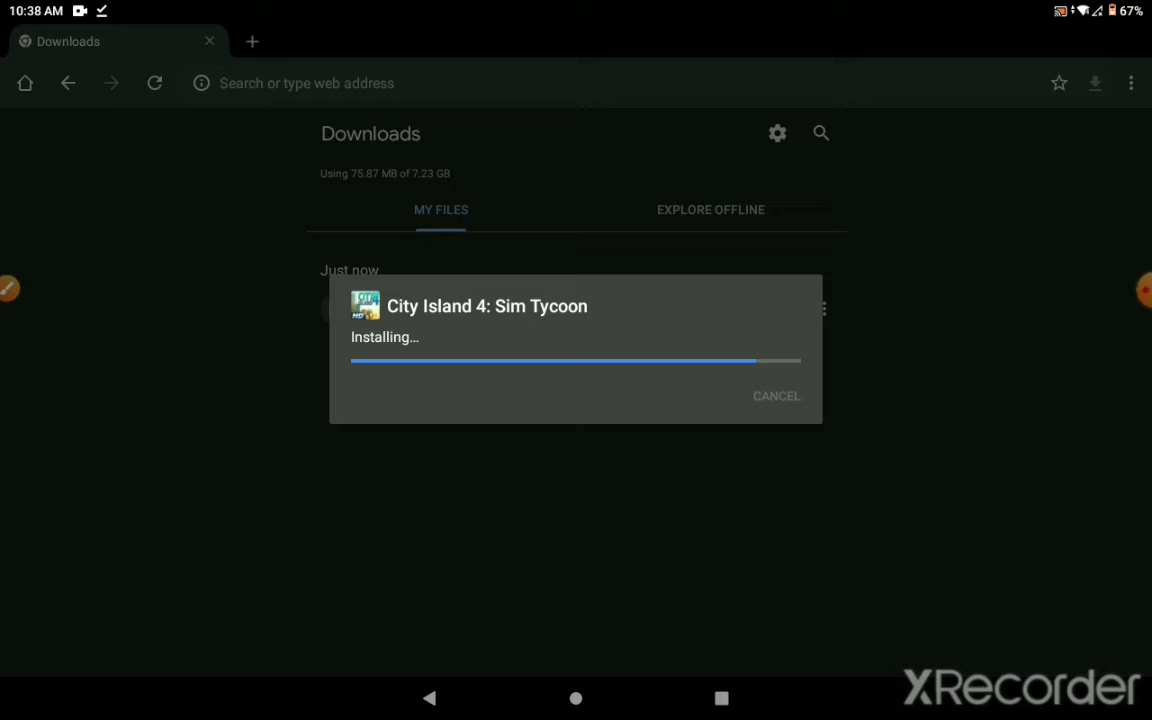 10:38 AM
67%
Downloads
Search or type web address
Downloads
Using 75.87 MB of 7.23 GB
MY FILES
EXPLORE OFFLINE
Just now
City Island 4: Sim Tycoon
Installing...
CANCEL
XRecorder